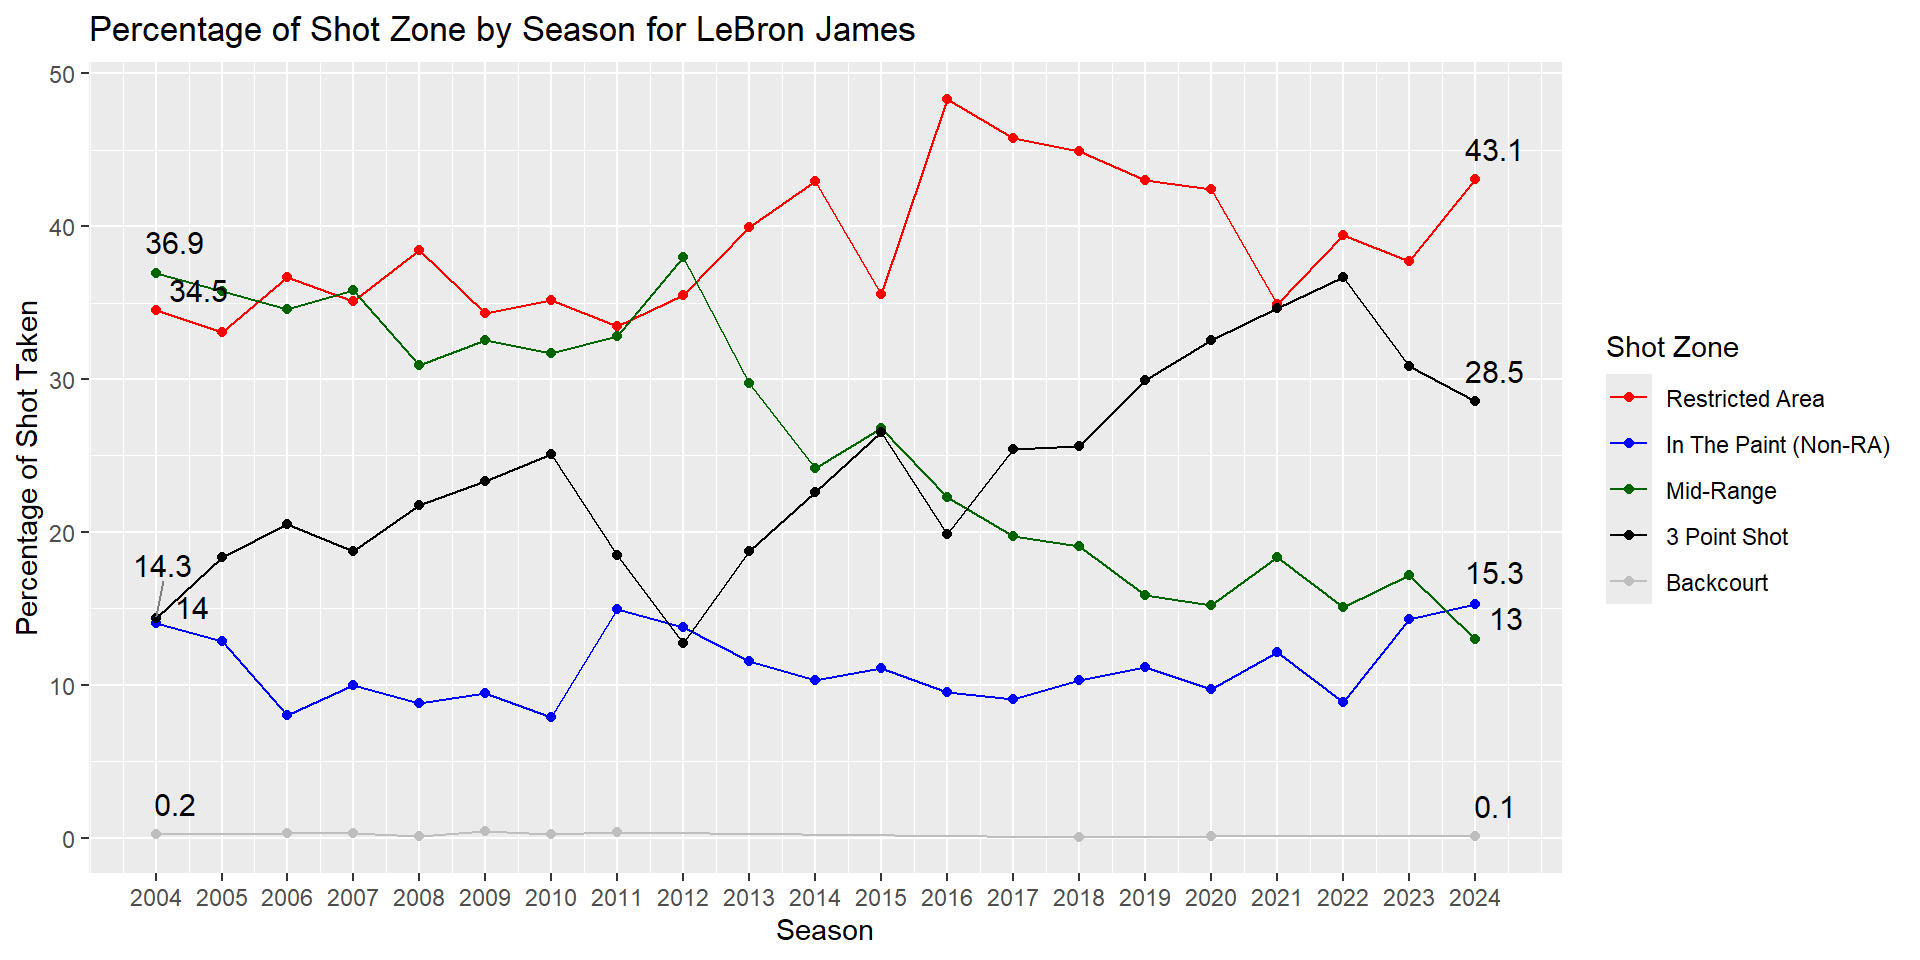 Percentage of Shot Zone by Season for LeBron James
50
40
30
20
10
0
Percentage of Shot Taken
36.9
34.5
14.3
14
0.2
43.1
28.5
15.3
13
0.1
2004 2005 2006 2007 2008 2009 2010 2011 2012 2013 2014 2015 2016 2017 2018 2019 2020 2021 2022 2023 2024
Season
Shot Zone
Restricted Area
In The Paint (Non-RA)
Mid-Range
3 Point Shot
Backcourt